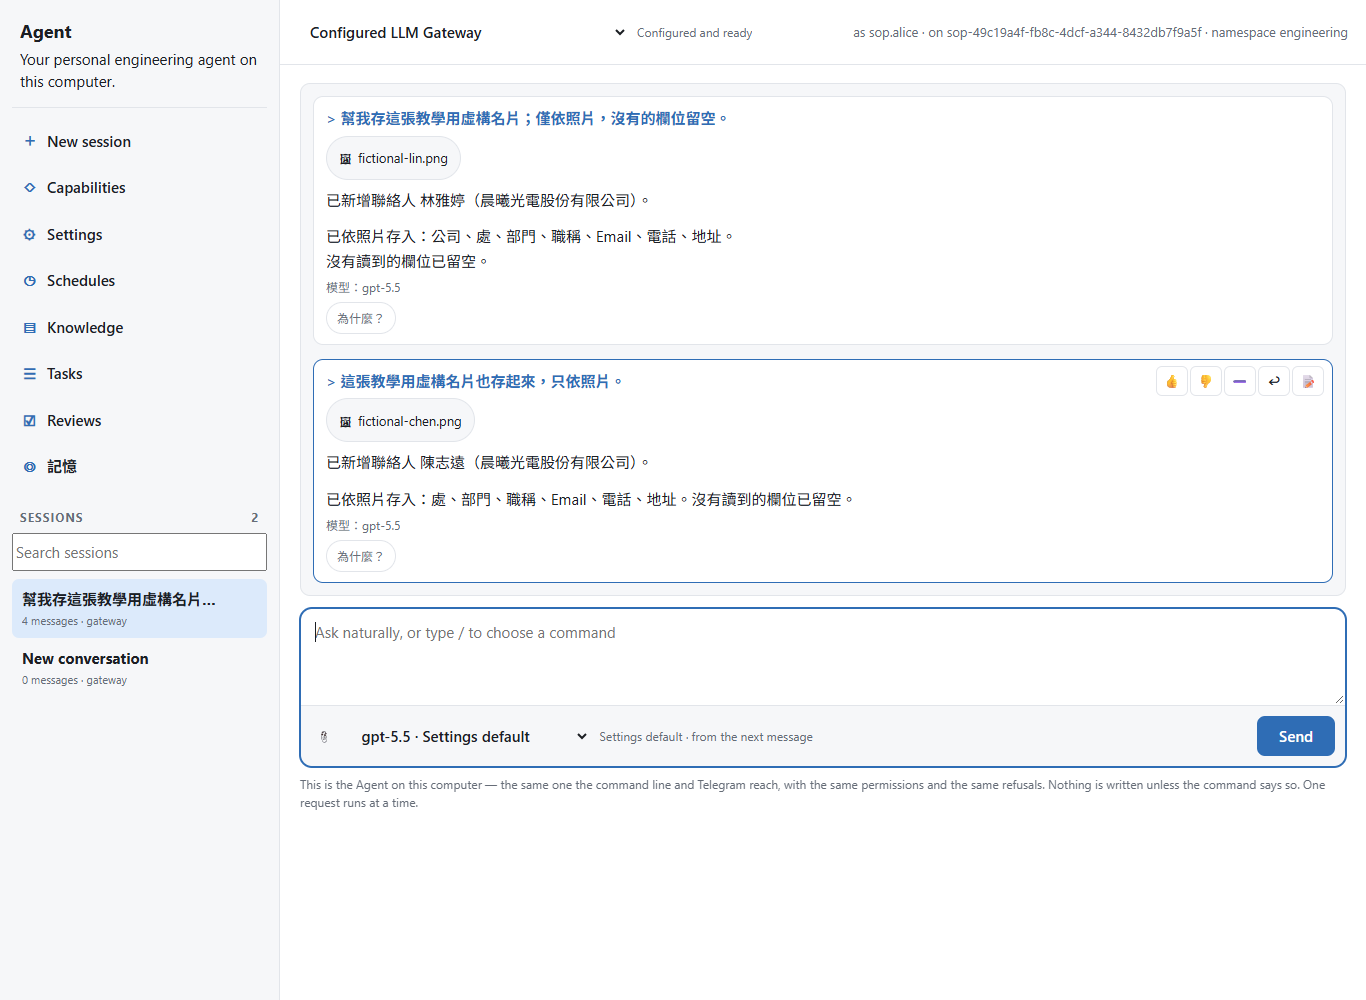 Agent
Your personal engineering agent on
this computer.
+ New session
Capabilities
Settings
Schedules
Knowledge
Tasks
Reviews
記憶
SESSIONS 2
Search sessions
幫我存這張教學用虛構名片...
4 messages · gateway
New conversation
0 messages · gateway
Configured LLM Gateway Configured and ready as sop.alice · on sop-49c19a4f-fb8c-4dcf-a344-8432db7f9a5f · namespace engineering
> 幫我存這張教學用虛構名片；僅依照片，沒有的欄位留空。
fictional-lin.png
已新增聯絡人 林雅婷（晨曦光電股份有限公司）。
已依照片存入：公司、處、部門、職稱、Email、電話、地址。
沒有讀到的欄位已留空。
模型：gpt-5.5
為什麼？
> 這張教學用虛構名片也存起來，只依照片。
fictional-chen.png
已新增聯絡人 陳志遠（晨曦光電股份有限公司）。
已依照片存入：處、部門、職稱、Email、電話、地址。沒有讀到的欄位已留空。
模型：gpt-5.5
為什麼？
Ask naturally, or type / to choose a command
gpt-5.5 · Settings default Settings default · from the next message Send
This is the Agent on this computer — the same one the command line and Telegram reach, with the same permissions and the same refusals. Nothing is written unless the command says so. One
request runs at a time.